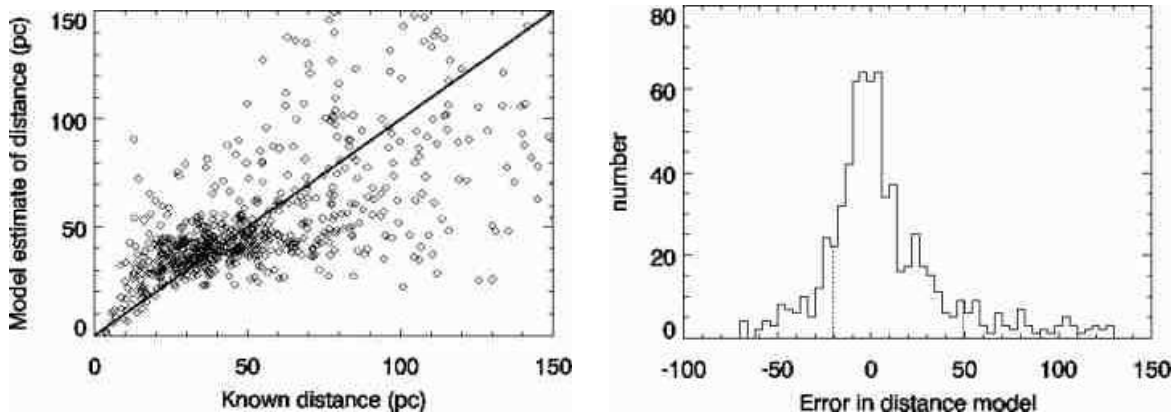 Model estimate of distance (pc)
150
100
50
0
0 50 100 150
Known distance (pc)
number
80
60
40
20
0
-100 -50 0 50 100 150
Error in distance model